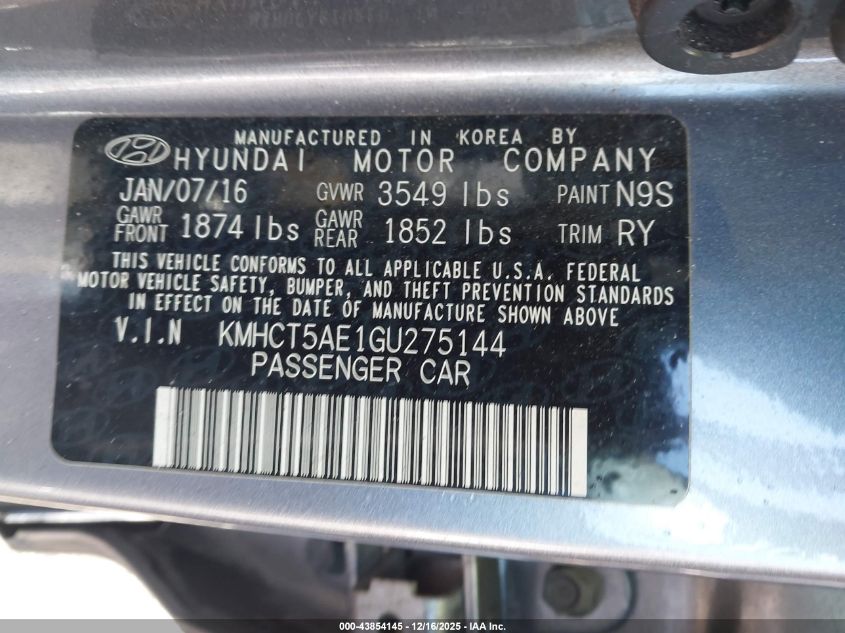 MANUFACTURED IN KOREA BY
HYUNDAI MOTOR COMPANY
JAN/07/16 GVWR 3549 lbs PAINT N9S
GAWR FRONT 1874 lbs GAWR REAR 1852 lbs TRIM RY
THIS VEHICLE CONFORMS TO ALL APPLICABLE U.S.A. FEDERAL
MOTOR VEHICLE SAFETY, BUMPER, AND THEFT PREVENTION STANDARDS
IN EFFECT ON THE DATE OF MANUFACTURE SHOWN ABOVE
V.I.N KMHCT5AE1GU275144
PASSENGER CAR
000-43854145 - 12/16/2025 - IAA Inc.